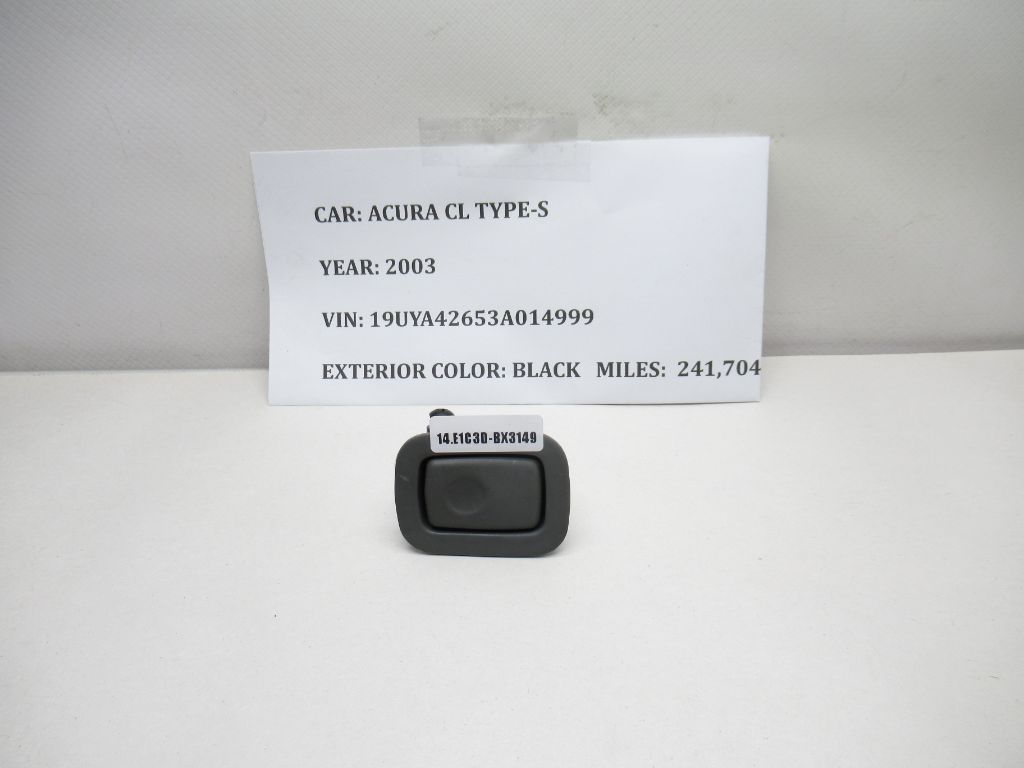 CAR: ACURA CL TYPE-S
YEAR: 2003
VIN: 19UYA42653A014999
EXTERIOR COLOR: BLACK MILES: 241,704
14.E1C3D-BX3149